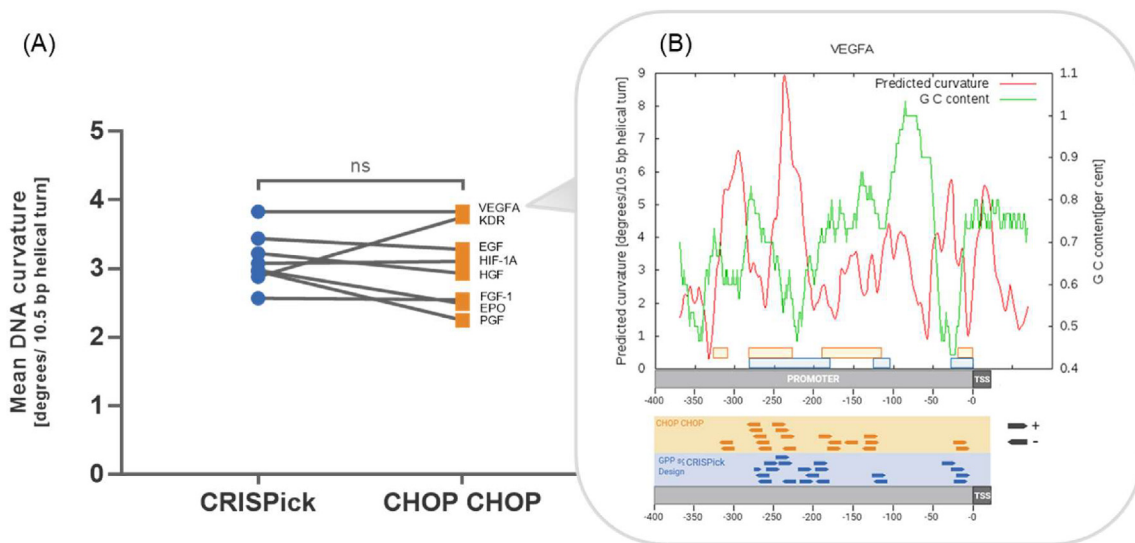 (A)
Mean DNA curvature
[degrees/ 10.5 bp helical turn]
5
4
3
2
1
0
ns
VEGFA
KDR
EGF
HIF-1A
HGF
FGF-1
EPO
PGF
CRISPick
CHOP CHOP
(B)
VEGFA
Predicted curvature [degrees/10.5 bp helical turn]
9
8
7
6
5
4
3
2
1
0
Predicted curvature
G C content
1.1
1
0.9
0.8
0.7
0.6
0.5
0.4
G C content[per cent]
PROMOTER
TSS
-400 -350 -300 -250 -200 -150 -100 -50 -0
CHOP CHOP
+
-
GPP CRISPick
Design
TSS
-400 -350 -300 -250 -200 -150 -100 -50 -0